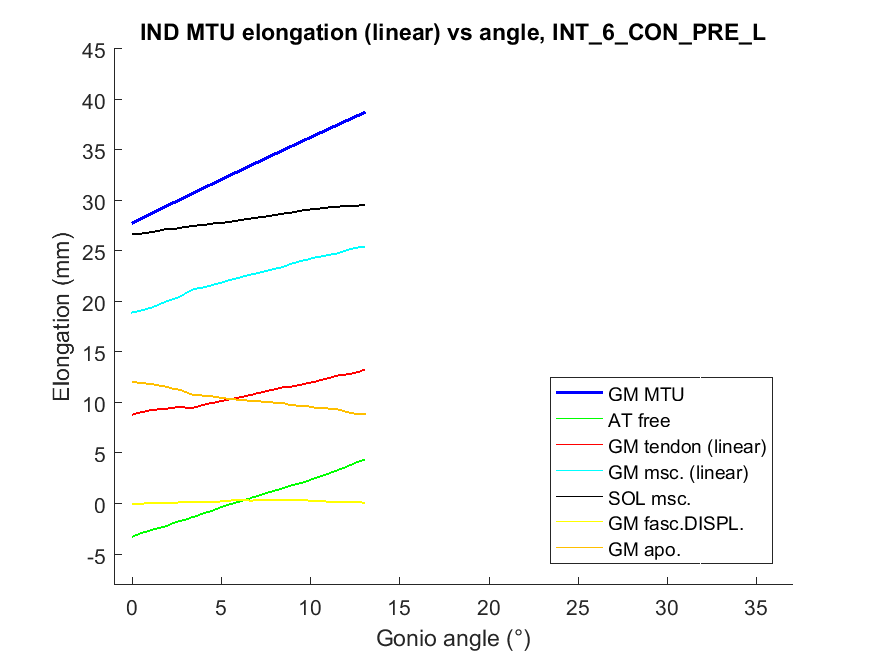 IND MTU elongation (linear) vs angle, INT_6_CON_PRE_L
45
40
35
30
25
20
15
10
5
0
-5
Elongation (mm)
GM MTU
AT free
GM tendon (linear)
GM msc. (linear)
SOL msc.
GM fasc.DISPL.
GM apo.
0 5 10 15 20 25 30 35
Gonio angle (°)